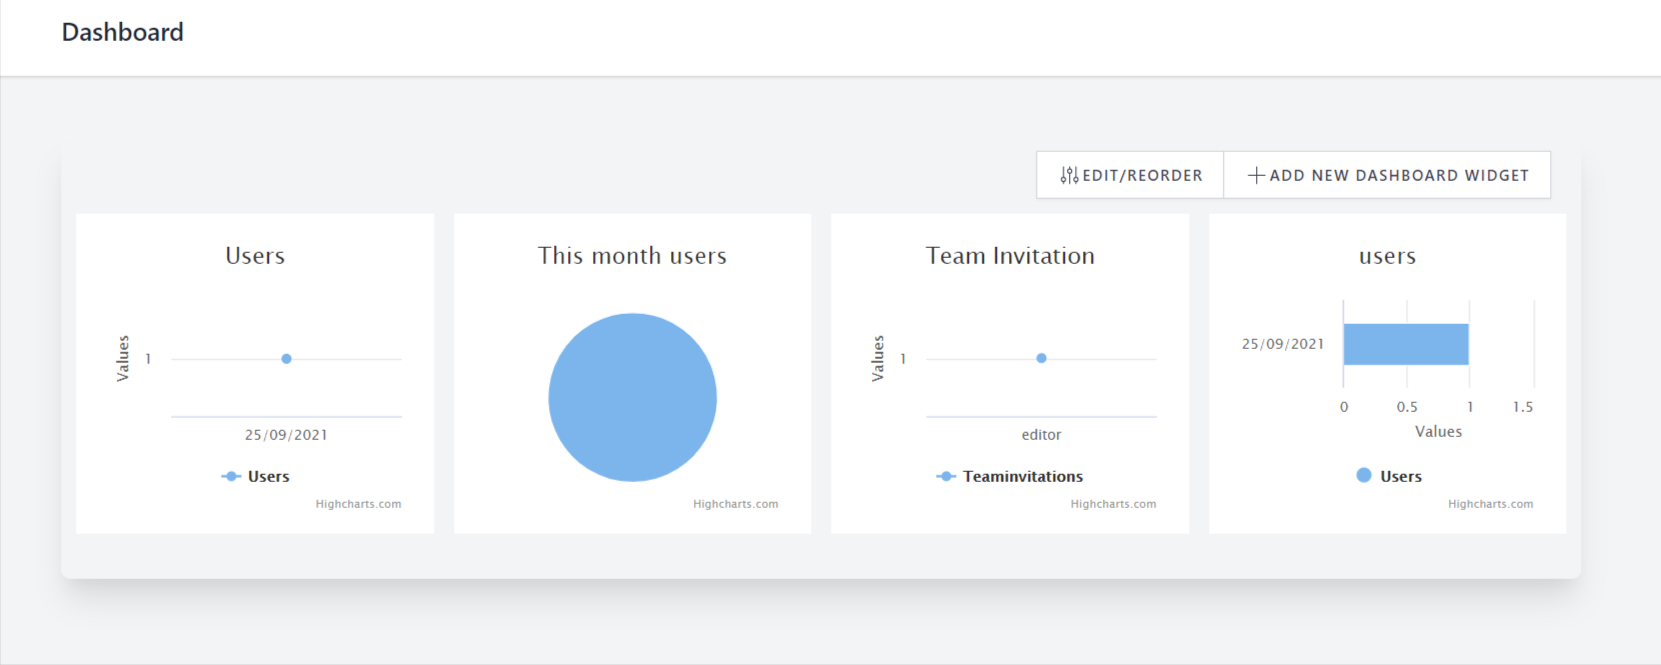 Dashboard
EDIT/REORDER
ADD NEW DASHBOARD WIDGET
Users
Values
1
25/09/2021
Users
Highcharts.com
This month users
Highcharts.com
Team Invitation
Values
1
editor
Teaminvitations
Highcharts.com
users
25/09/2021
0 0.5 1 1.5
Values
Users
Highcharts.com